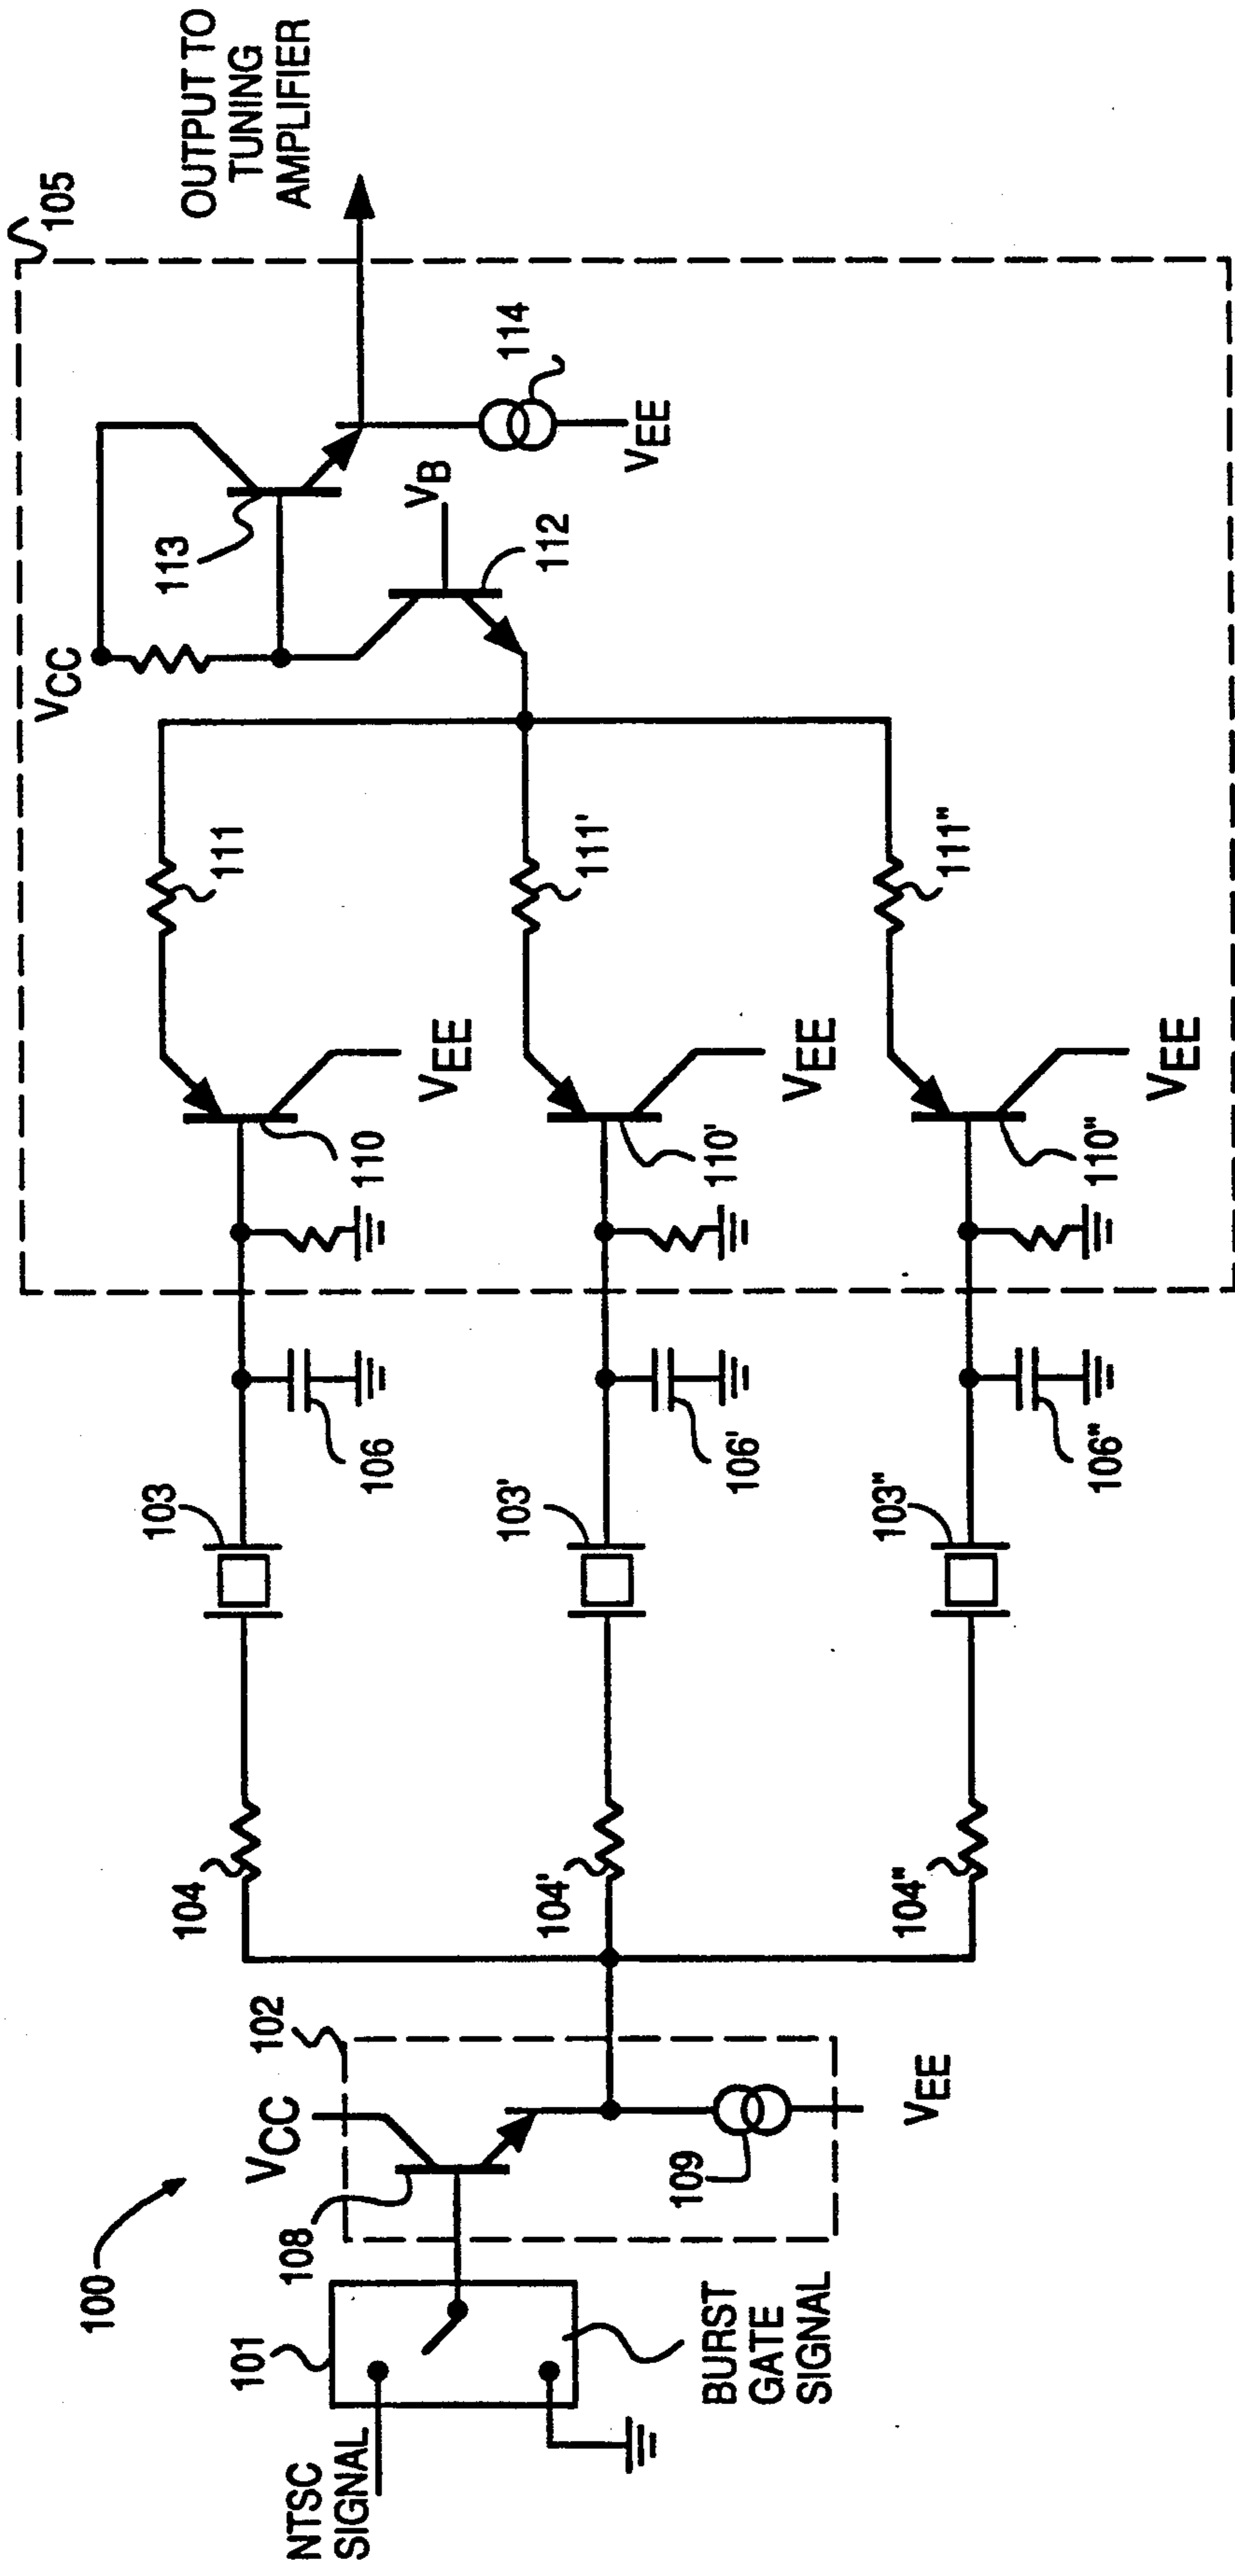 100
NTSC
SIGNAL
101
BURST
GATE
SIGNAL
108
VCC
102
109
VEE
104
104'
104"
103
103'
103"
106
106'
106"
105
110
VEE
110'
VEE
110"
VEE
111
111'
111"
VCC
113
VB
112
114
VEE
OUTPUT TO
TUNING
AMPLIFIER